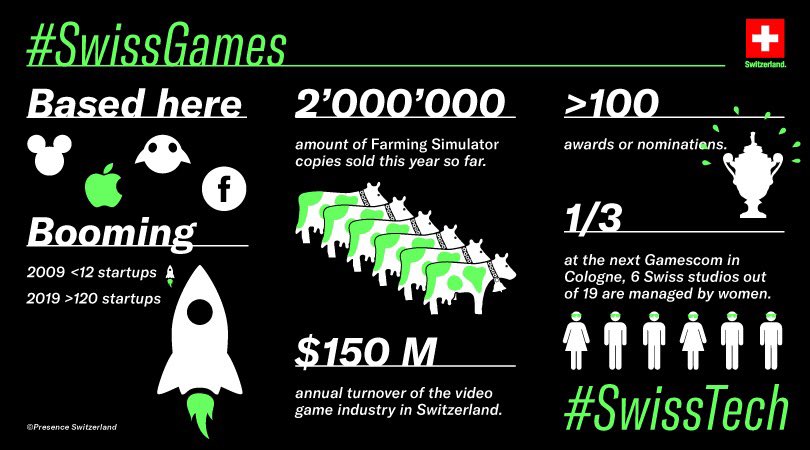 #SwissGames
Switzerland.
Based here
f
Booming
2009 <12 startups
2019 >120 startups
2’000’000
amount of Farming Simulator
copies sold this year so far.
$150 M
annual turnover of the video
game industry in Switzerland.
>100
awards or nominations.
1/3
at the next Gamescom in
Cologne, 6 Swiss studios out
of 19 are managed by women.
#SwissTech
©Presence Switzerland